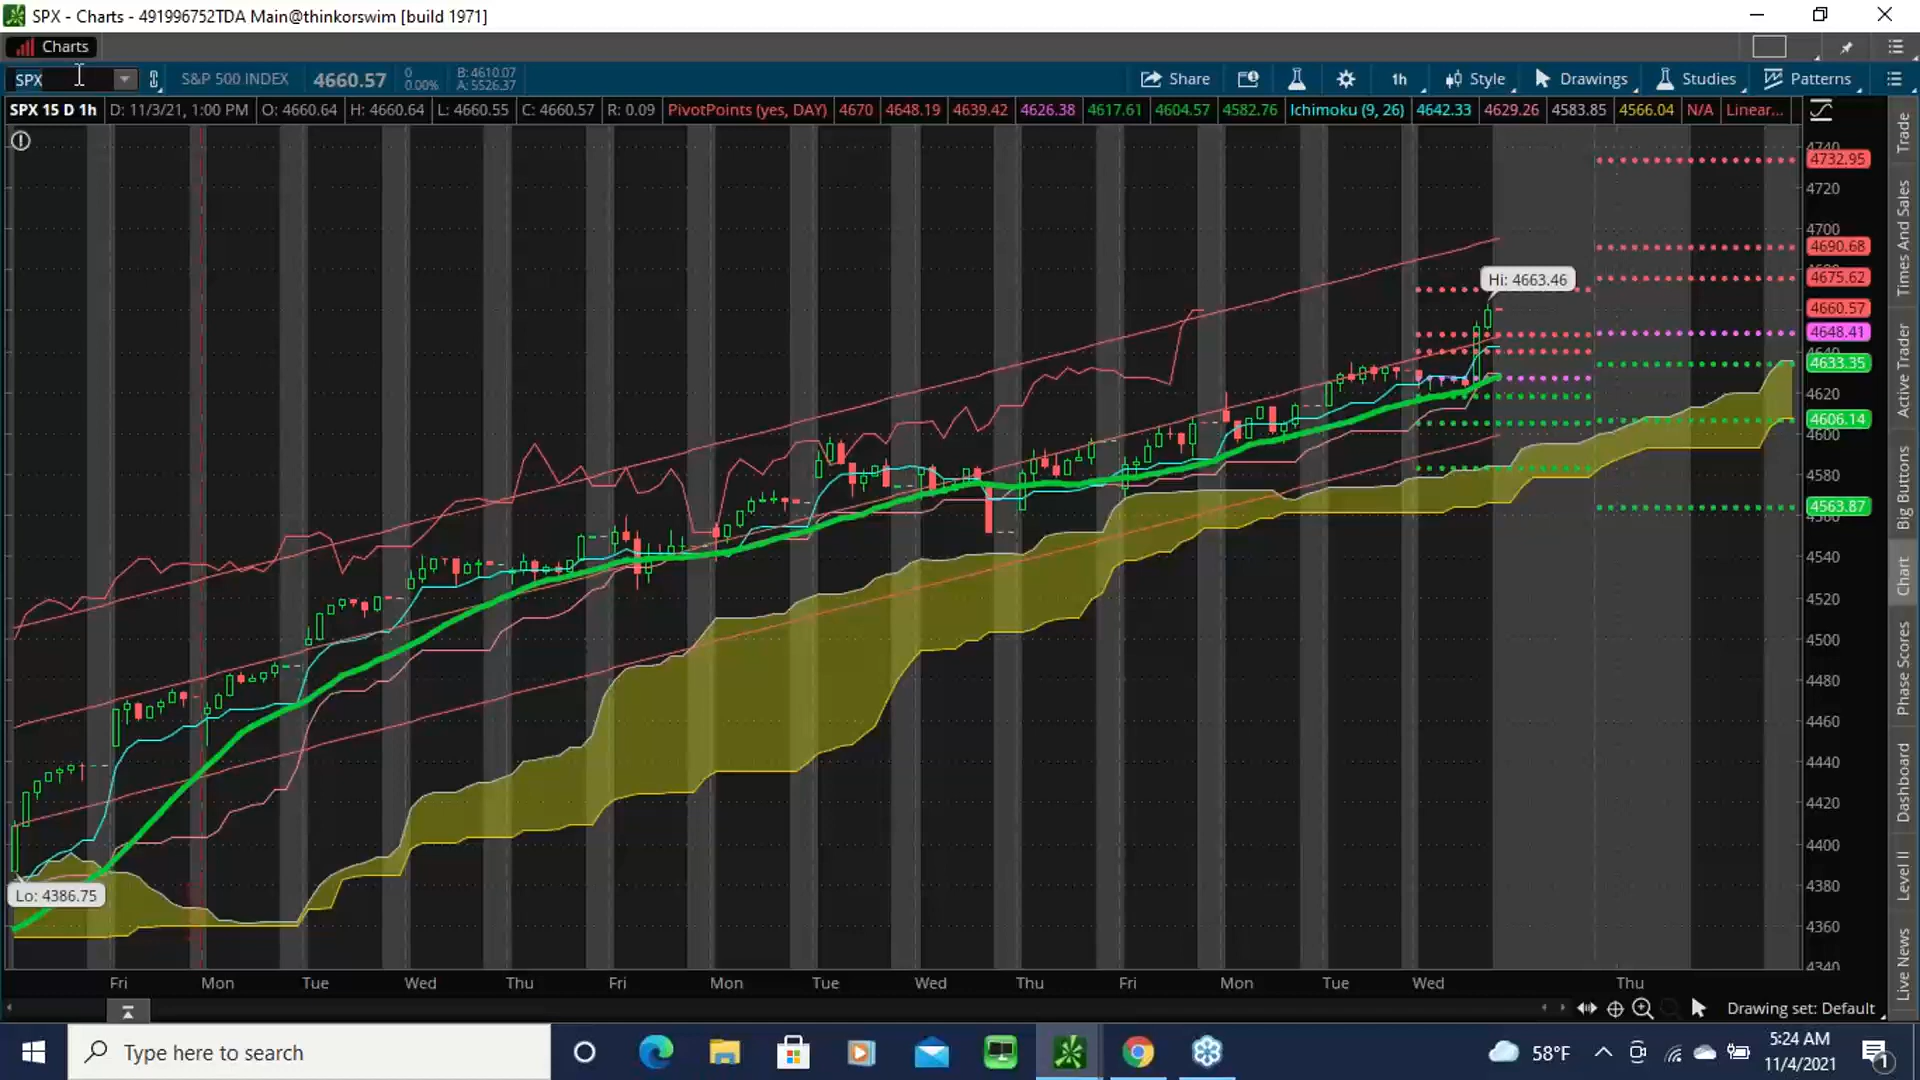 SPX - Charts - 491996752TDA Main@thinkorswim [build 1971]
Charts
SPX S&P 500 INDEX 4660.57 0 0.00% B: 4610.07 A: 5526.37 Share 1h Style Drawings Studies Patterns
SPX 15 D 1h D: 11/3/21, 1:00 PM O: 4660.64 H: 4660.64 L: 4660.55 C: 4660.57 R: 0.09 PivotPoints (yes, DAY) 4670 4648.19 4639.42 4626.38 4617.61 4604.57 4582.76 Ichimoku (9, 26) 4642.33 4629.26 4583.85 4566.04 N/A Linear...
4740
4732.95
4720
4700
4690.68
4675.62
Hi: 4663.46
4660.57
4648.41
4640
4633.35
4620
4606.14
4600
4580
4563.87
4560
4540
4520
4500
4480
4460
4440
4420
4400
4380
4360
4340
Lo: 4386.75
Fri Mon Tue Wed Thu Fri Mon Tue Wed Thu Fri Mon Tue Wed Thu
Drawing set: Default
Trade
Times And Sales
Active Trader
Big Buttons
Chart
Phase Scores
Dashboard
Level II
Live News
Type here to search
58°F
5:24 AM
11/4/2021
1